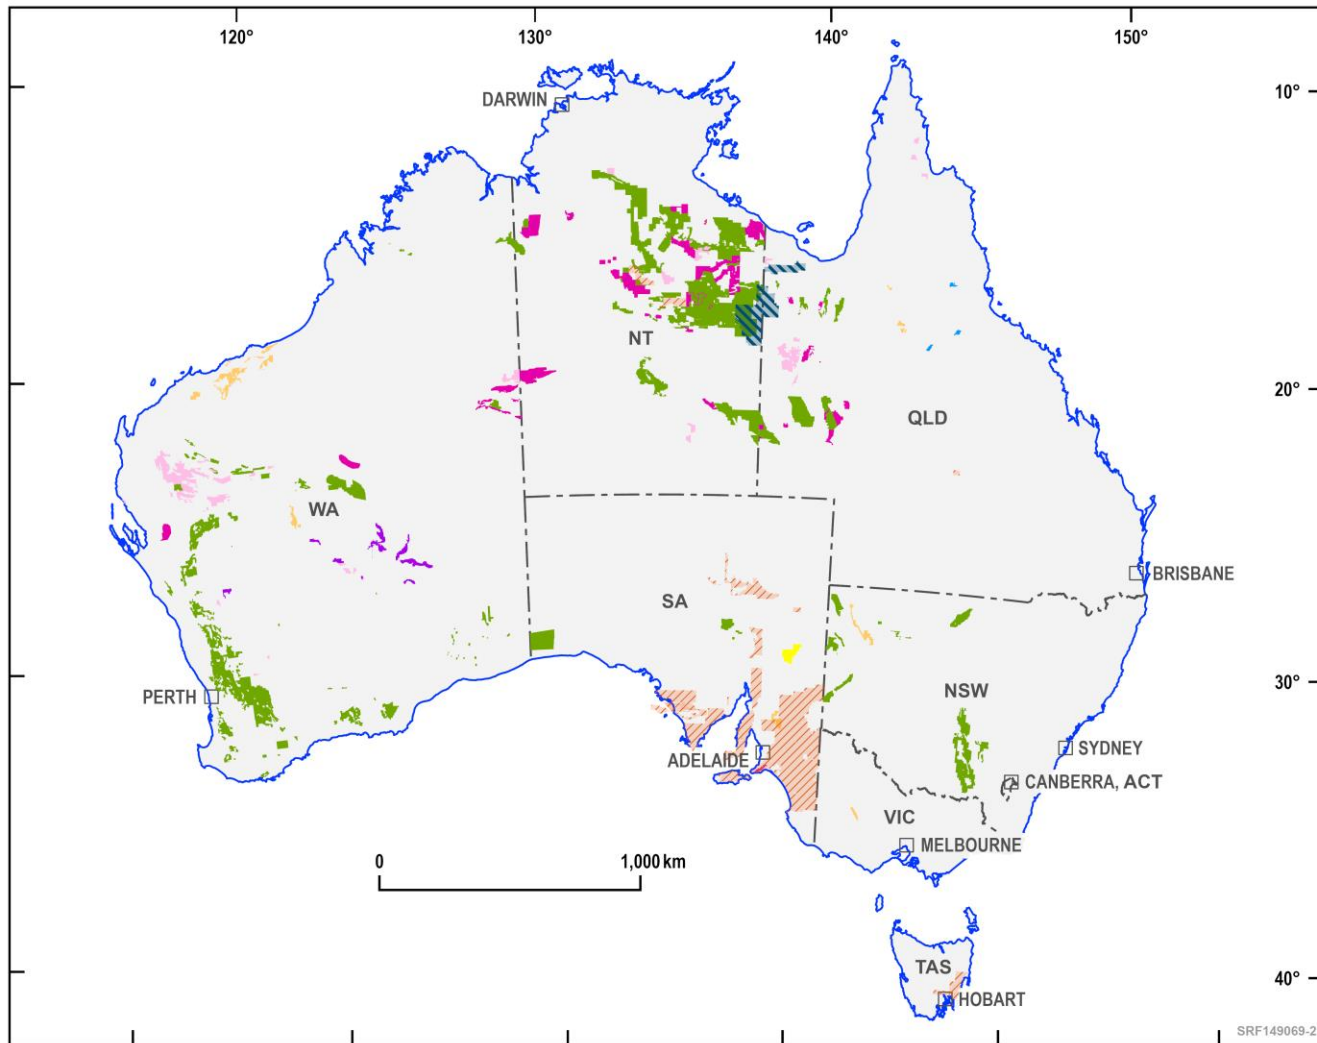 120° 130° 140° 150°
DARWIN
10°
NT
20°
QLD
WA
BRISBANE
SA
30°
NSW
PERTH
SYDNEY
ADELAIDE
CANBERRA, ACT
VIC
MELBOURNE
0 1,000 km
TAS
40°
HOBART
SRF149069-2